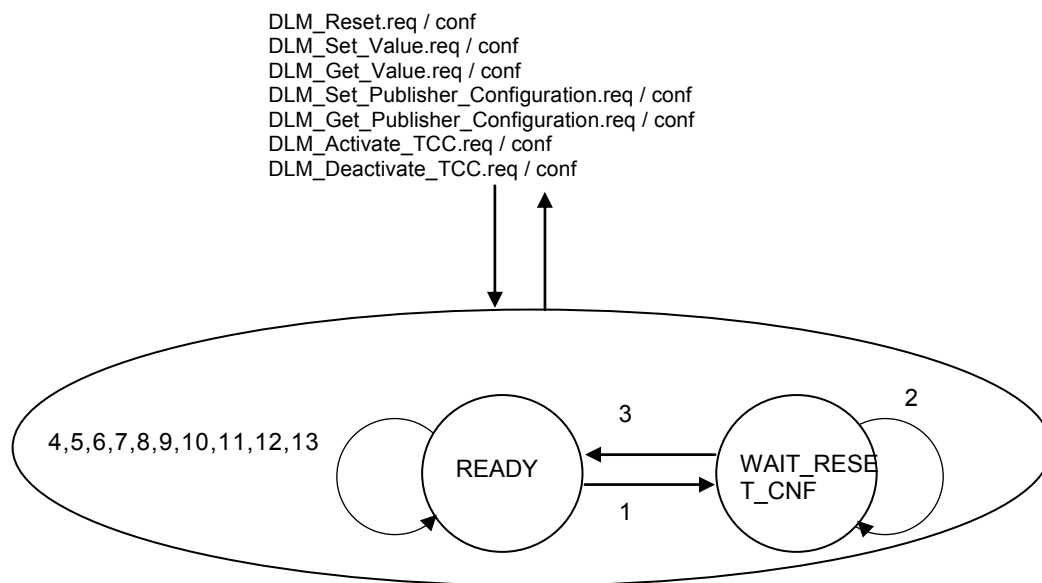 DLM_Reset.req / conf
DLM_Set_Value.req / conf
DLM_Get_Value.req / conf
DLM_Set_Publisher_Configuration.req / conf
DLM_Get_Publisher_Configuration.req / conf
DLM_Activate_TCC.req / conf
DLM_Deactivate_TCC.req / conf
2
3
4,5,6,7,8,9,10,11,12,13
READY
WAIT_RESE
T_CNF
1